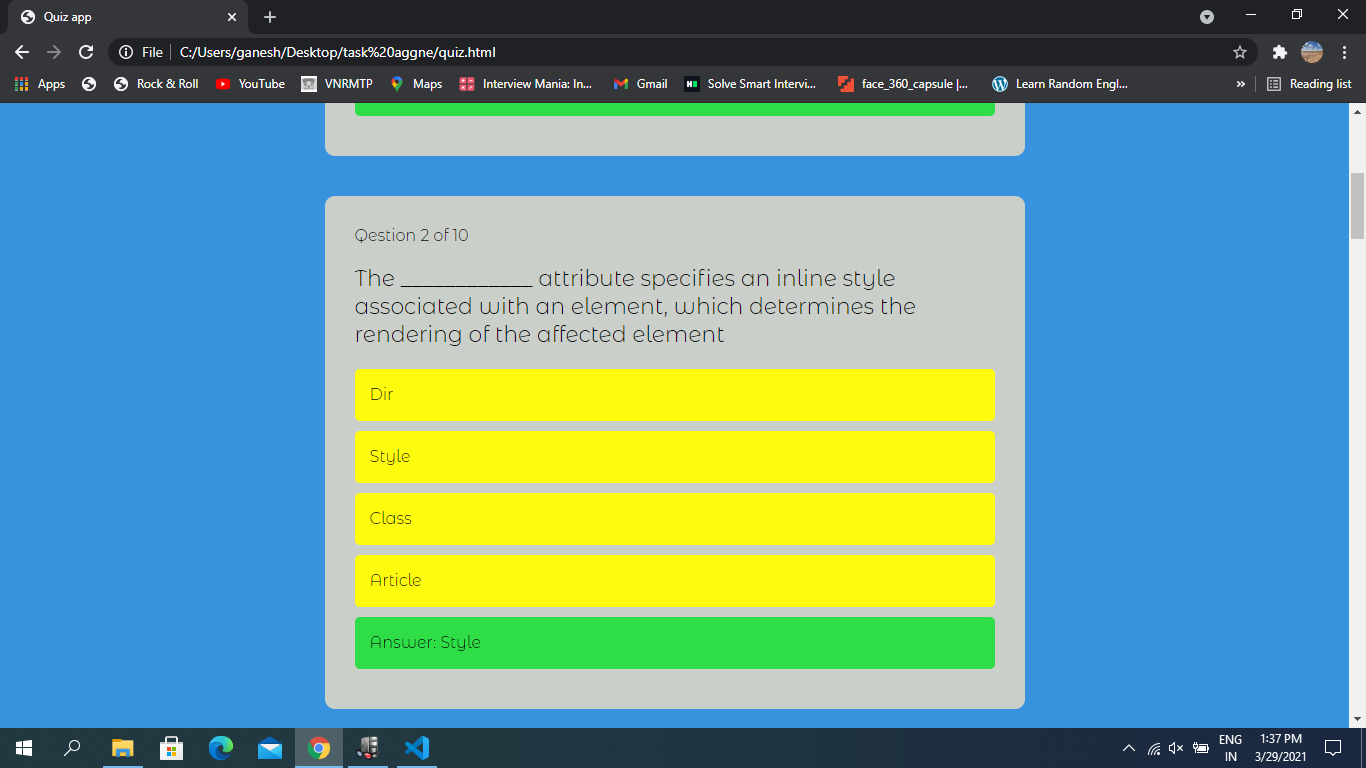 Quiz app
File C:/Users/ganesh/Desktop/task%20aggne/quiz.html
Apps Rock & Roll YouTube VNRMTP Maps Interview Mania: In... Gmail Solve Smart Intervi... face_360_capsule |... Learn Random Engl... » Reading list
Qestion 2 of 10
The ____________ attribute specifies an inline style
associated with an element, which determines the
rendering of the affected element
Dir
Style
Class
Article
Answer: Style
ENG
IN
1:37 PM
3/29/2021